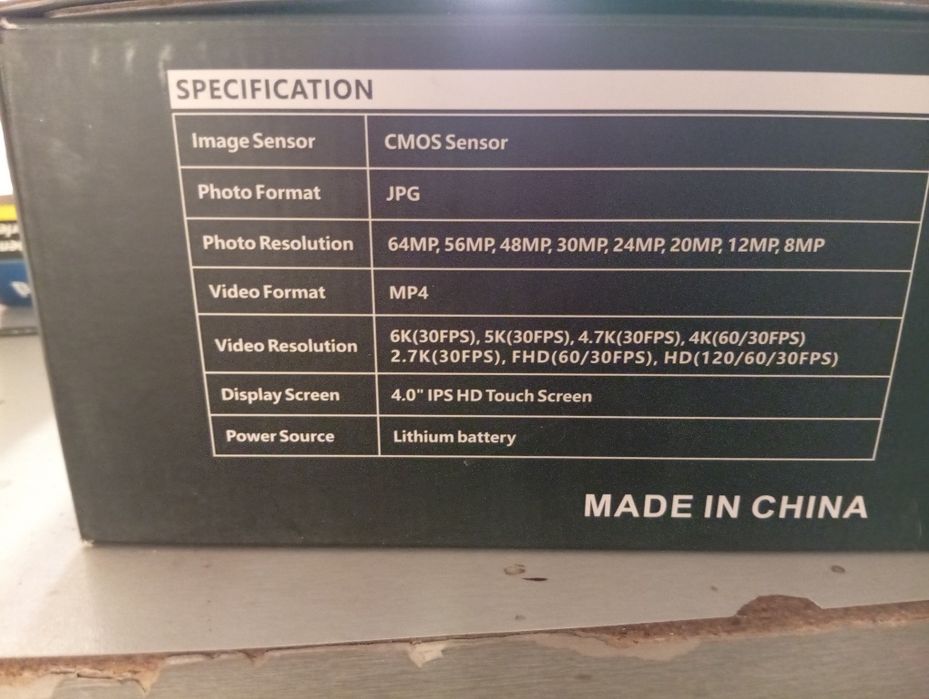 SPECIFICATION
Image Sensor CMOS Sensor
Photo Format JPG
Photo Resolution 64MP, 56MP, 48MP, 30MP, 24MP, 20MP, 12MP, 8MP
Video Format MP4
Video Resolution 6K(30FPS), 5K(30FPS), 4.7K(30FPS), 4K(60/30FPS)
2.7K(30FPS), FHD(60/30FPS), HD(120/60/30FPS)
Display Screen 4.0" IPS HD Touch Screen
Power Source Lithium battery
MADE IN CHINA